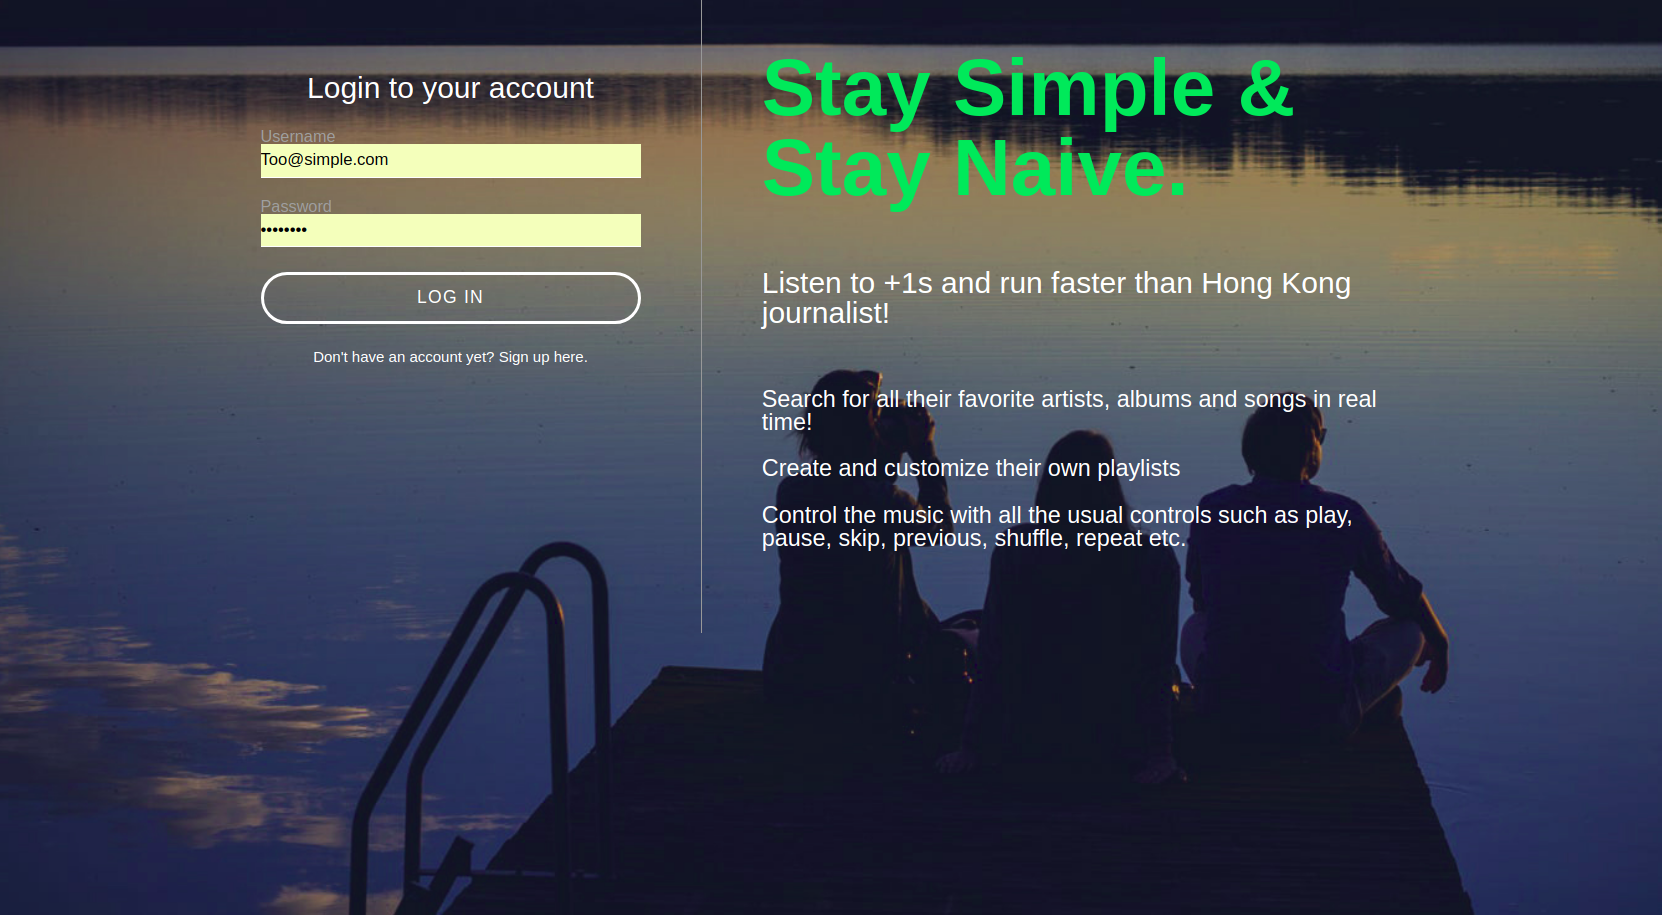 Login to your account
Username
Too@simple.com
Password
••••••••
LOG IN
Don't have an account yet? Sign up here.
Stay Simple &
Stay Naive.
Listen to +1s and run faster than Hong Kong
journalist!
Search for all their favorite artists, albums and songs in real
time!
Create and customize their own playlists
Control the music with all the usual controls such as play,
pause, skip, previous, shuffle, repeat etc.